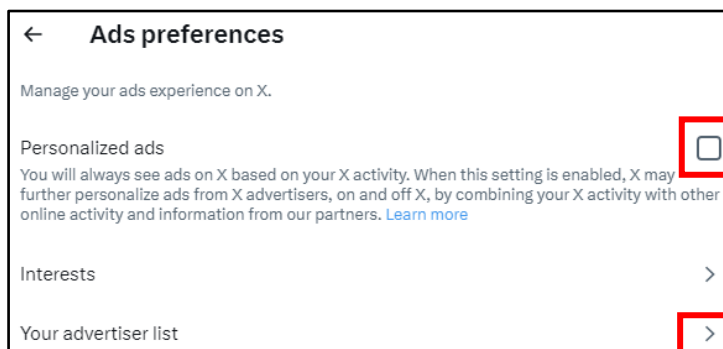 Ads preferences
Manage your ads experience on X.
Personalized ads
You will always see ads on X based on your X activity. When this setting is enabled, X may
further personalize ads from X advertisers, on and off X, by combining your X activity with other
online activity and information from our partners. Learn more
Interests
Your advertiser list